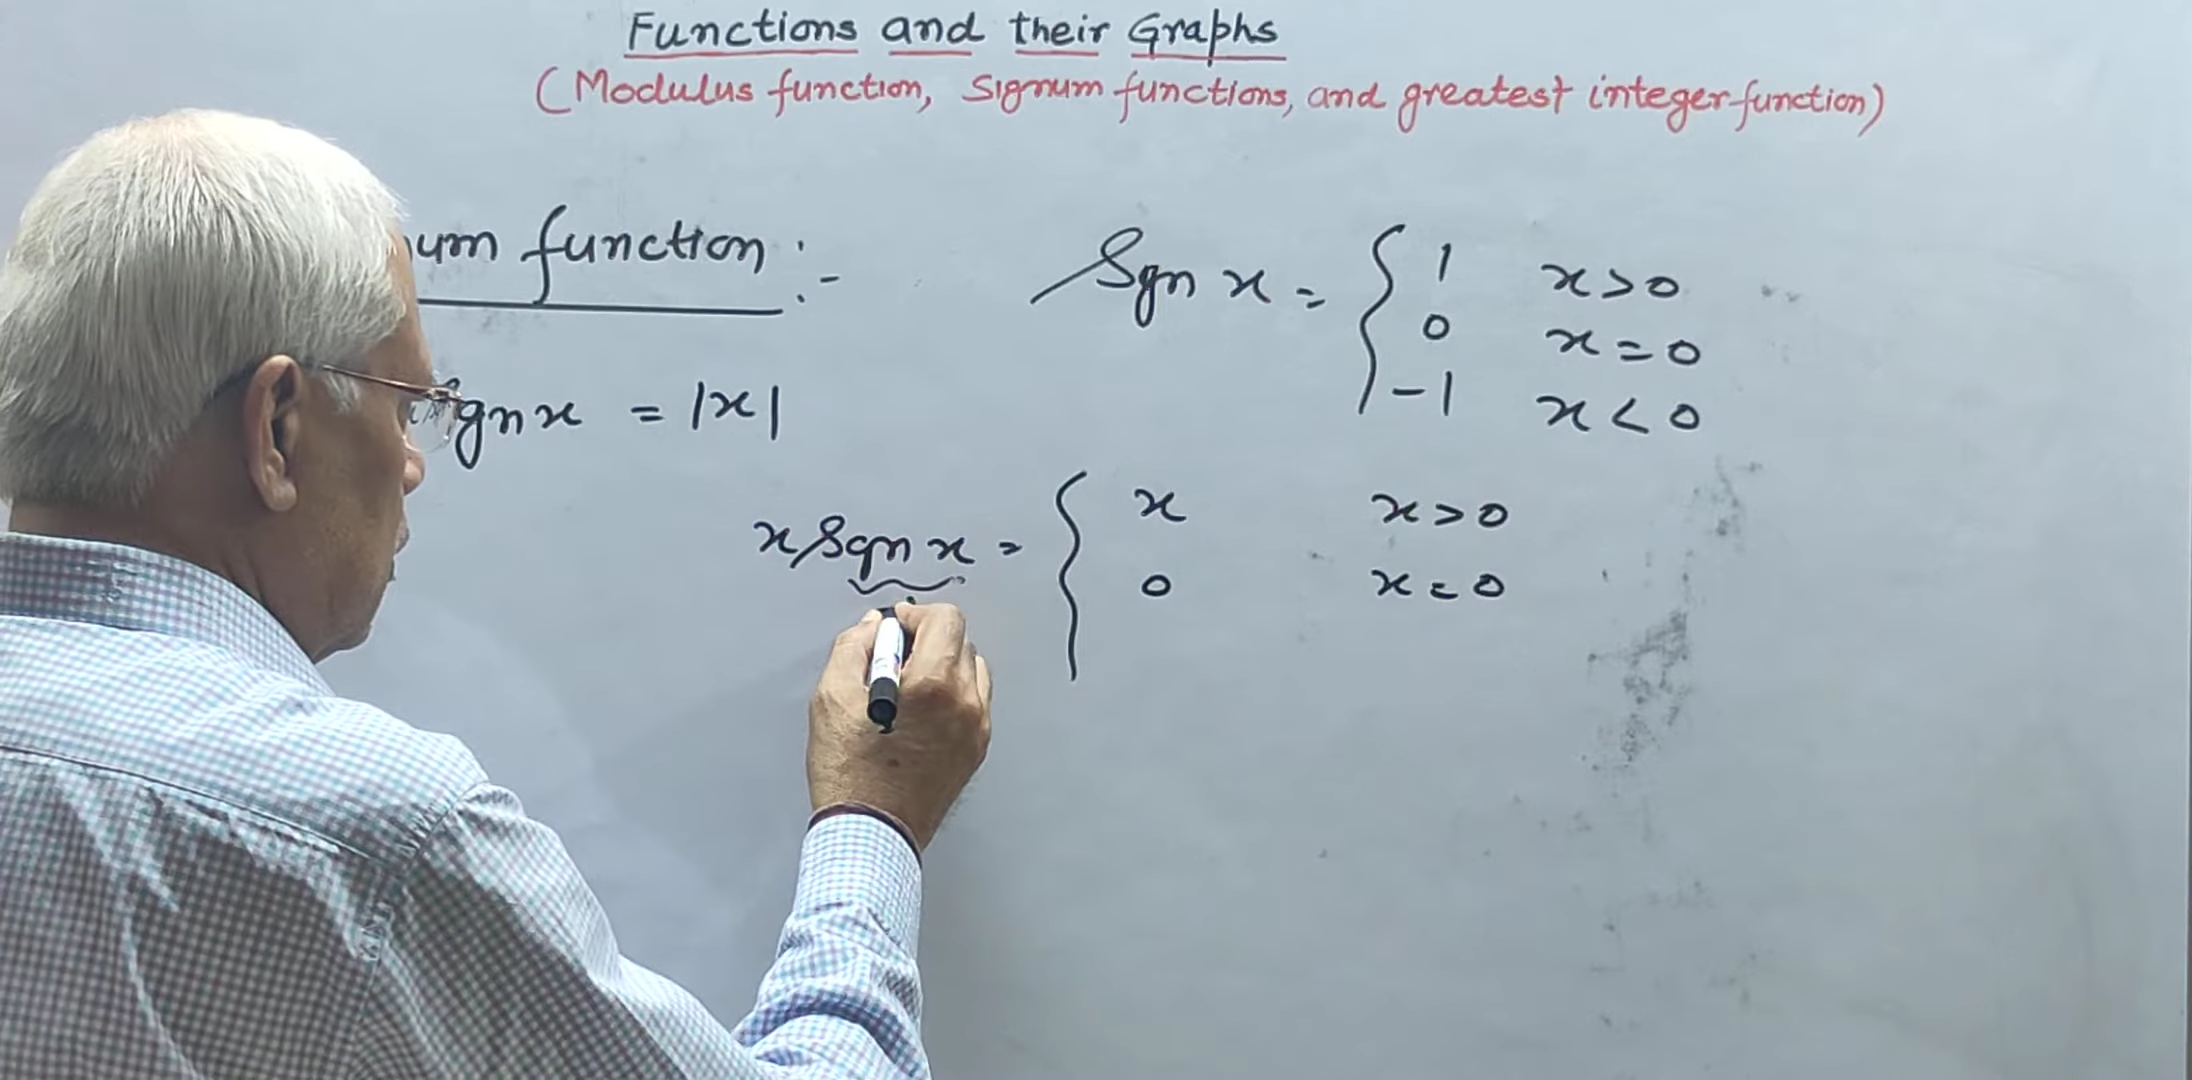 Functions and their Graphs
(Modulus function, Signum functions, and greatest integer function)
um function :-
Sgn x = { 1 x>0
0 x=0
-1 x<0
gn x = |x|
x Sgn x = { x x>0
0 x=0